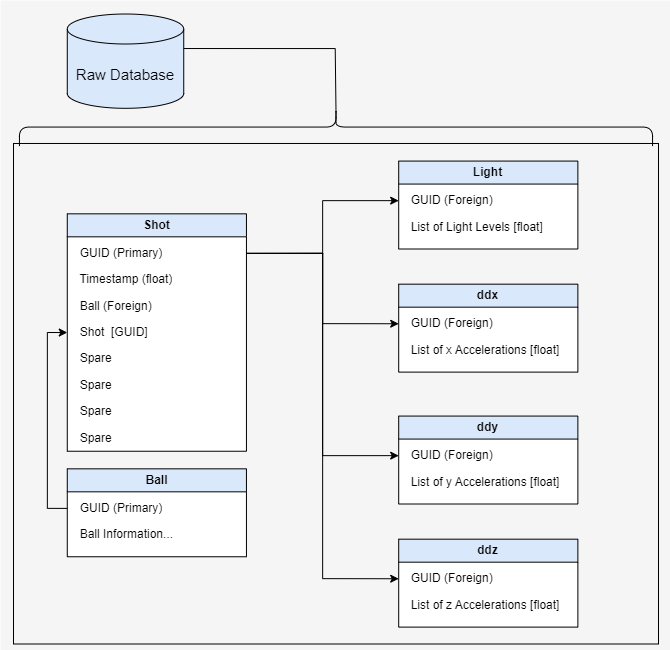 Raw Database
Shot
GUID (Primary)
Timestamp (float)
Ball (Foreign)
Shot [GUID]
Spare
Spare
Spare
Spare
Ball
GUID (Primary)
Ball Information...
Light
GUID (Foreign)
List of Light Levels [float]
ddx
GUID (Foreign)
List of x Accelerations [float]
ddy
GUID (Foreign)
List of y Accelerations [float]
ddz
GUID (Foreign)
List of z Accelerations [float]